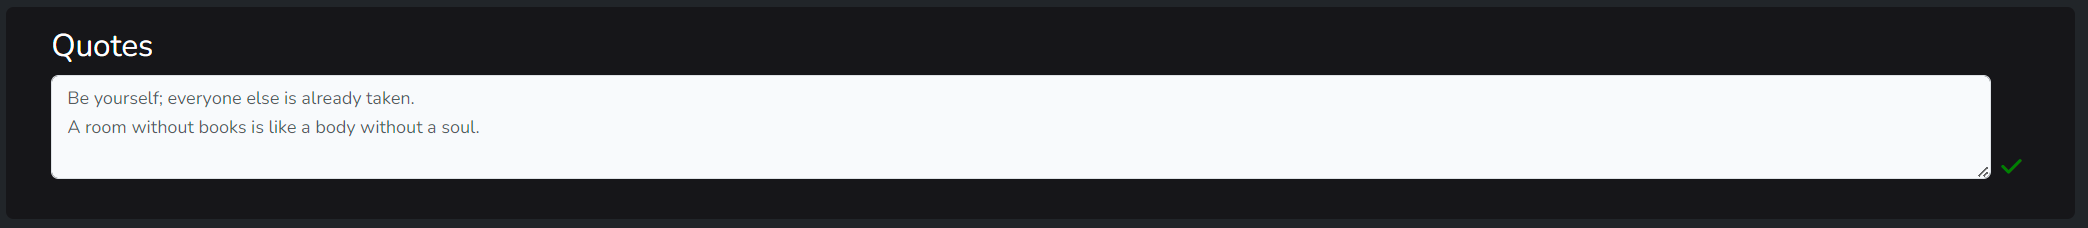 Quotes
Be yourself; everyone else is already taken.
A room without books is like a body without a soul.